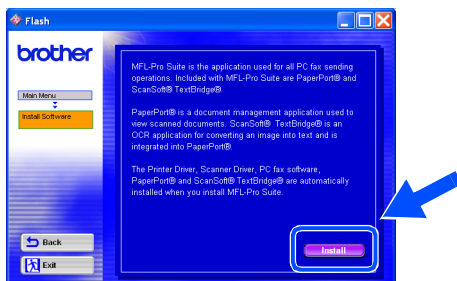 Flash
brother
Main Menu
Install Software
MFL-Pro Suite is the application used for all PC fax sending
operations. Included with MFL-Pro Suite are PaperPort® and
ScanSoft® TextBridge®.
PaperPort® is a document management application used to
view scanned documents. ScanSoft® TextBridge® is an
OCR application for converting an image into text and is
integrated into PaperPort®.
The Printer Driver, Scanner Driver, PC fax software,
PaperPort® and ScanSoft® TextBridge® are automatically
installed when you install MFL-Pro Suite.
Back
Install
Exit